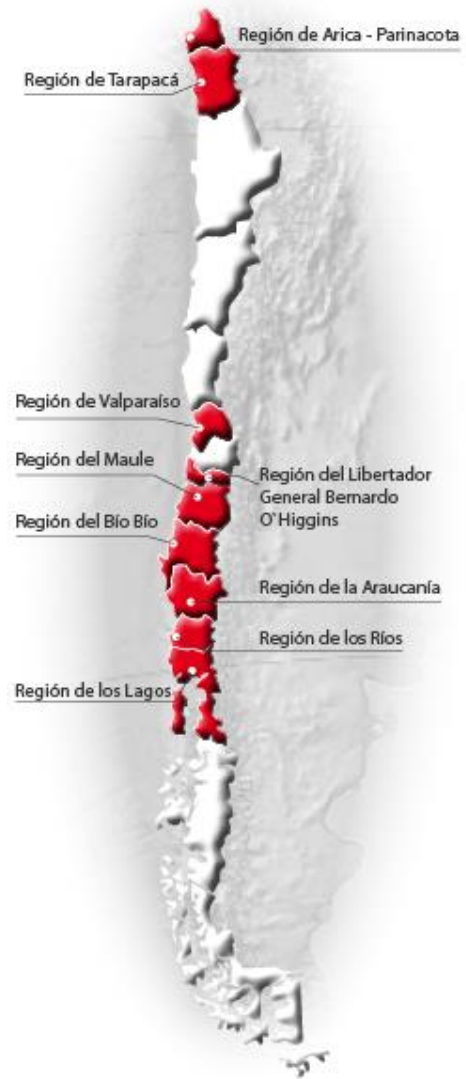 Región de Arica - Parinacota
Región de Tarapacá
Región de Valparaíso
Región del Maule
Región del Libertador
General Bernardo
O`Higgins
Región del Bío Bío
Región de la Araucanía
Región de los Ríos
Región de los Lagos